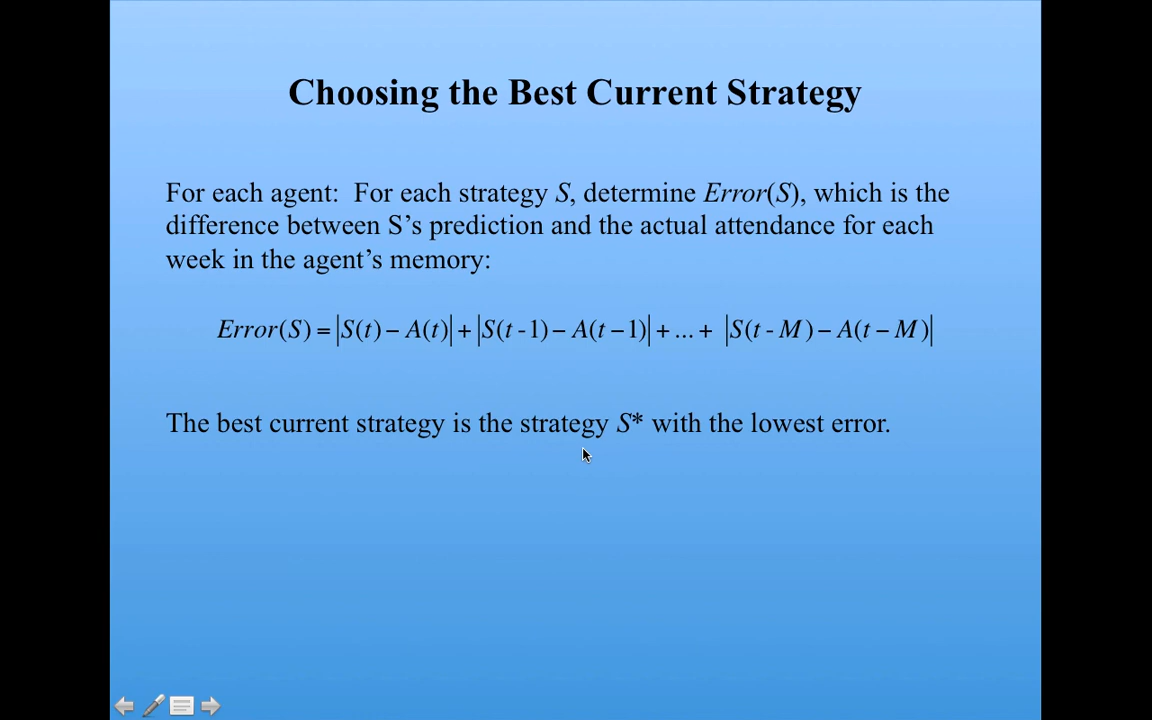 Choosing the Best Current Strategy
For each agent:  For each strategy S, determine Error(S), which is the
difference between S’s prediction and the actual attendance for each
week in the agent’s memory:
Error(S) = |S(t) − A(t)| + |S(t - 1) − A(t − 1)| + ... + |S(t - M) − A(t − M)|
The best current strategy is the strategy S* with the lowest error.